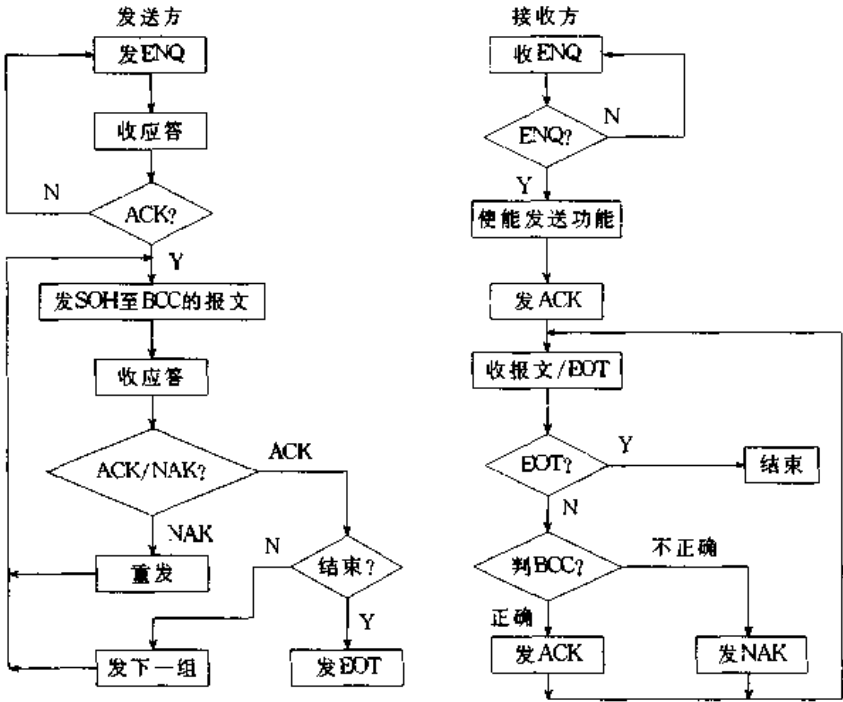 发送方
发ENQ
收应答
N
ACK?
Y
发SOH至BCC的报文
收应答
ACK/NAK?
ACK
NAK
重发
N
结束?
Y
发下一组
发EOT
接收方
收ENQ
ENQ?
N
Y
使能发送功能
发ACK
收报文/EOT
EOT?
Y
结束
N
判BCC?
不正确
正确
发ACK
发NAK